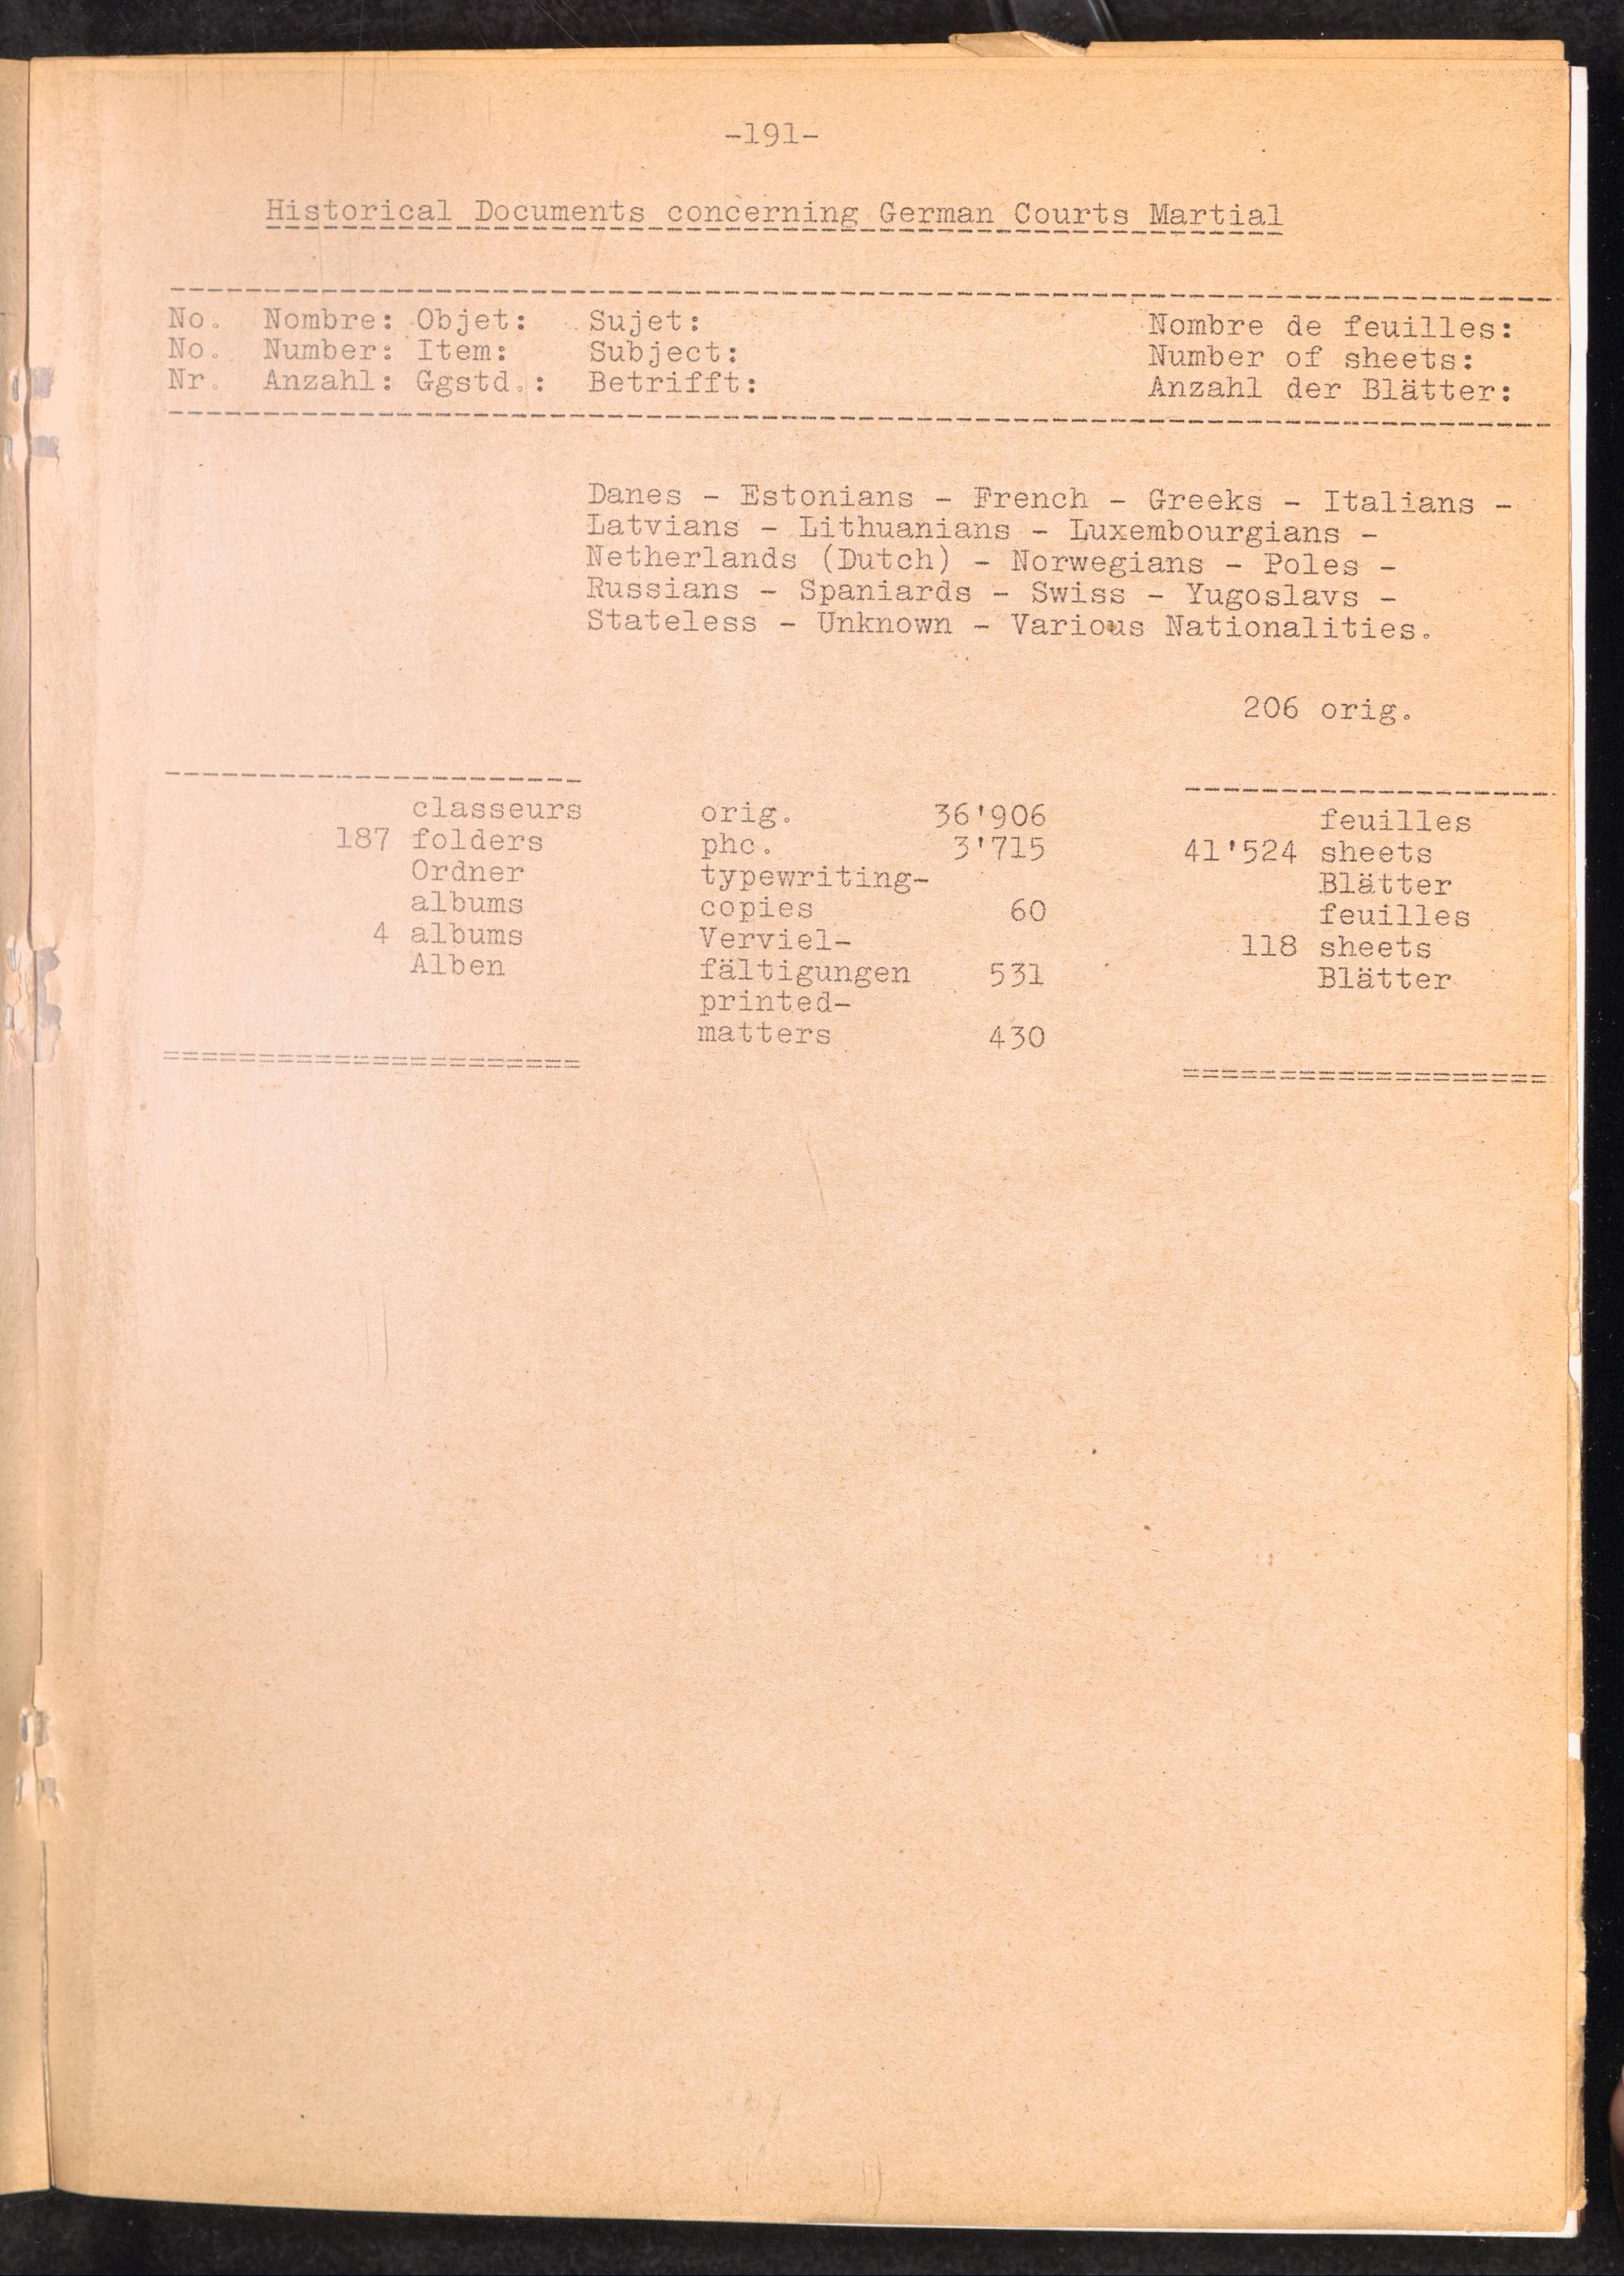 -191-
Historical Documents concerning German Courts Martial
No. Nombre: Objet: Sujet: Nombre de feuilles:
No. Number: Item: Subject: Number of sheets:
Nr. Anzahl: Ggstd.: Betrifft: Anzahl der Blätter:
Danes - Estonians - French - Greeks - Italians -
Latvians - Lithuanians - Luxembourgians -
Netherlands (Dutch) - Norwegians - Poles -
Russians - Spaniards - Swiss - Yugoslavs -
Stateless - Unknown - Various Nationalities.
206 orig.
classeurs orig. 36'906 feuilles
187 folders phc. 3'715 41'524 sheets
Ordner typewriting- Blätter
albums copies 60 feuilles
4 albums Verviel- 118 sheets
Alben fältigungen 531 Blätter
printed-
matters 430